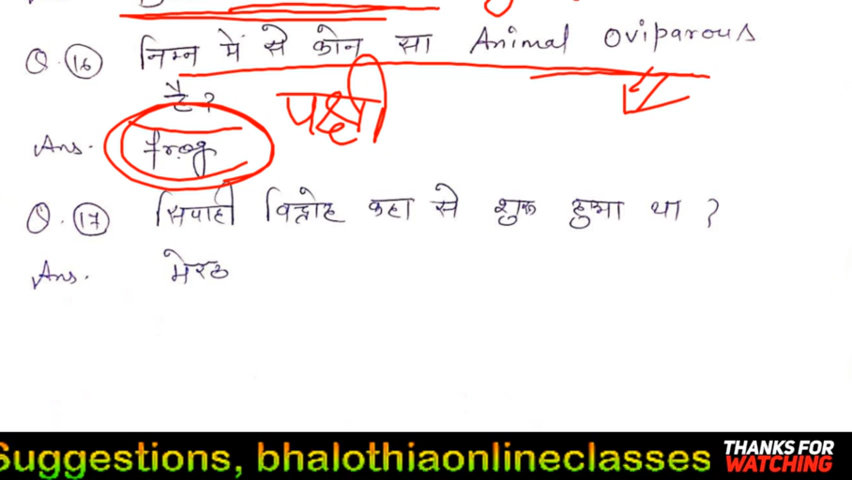 Q. 16 निम्न में से कोन सा Animal Oviparous
है? पक्षी
Ans. frog
Q. 17 सिपाही विद्रोह कहा से शुरू हुआ था ?
Ans. मेरठ
Suggestions, bhalothiaonlineclasses
THANKS FOR
WATCHING